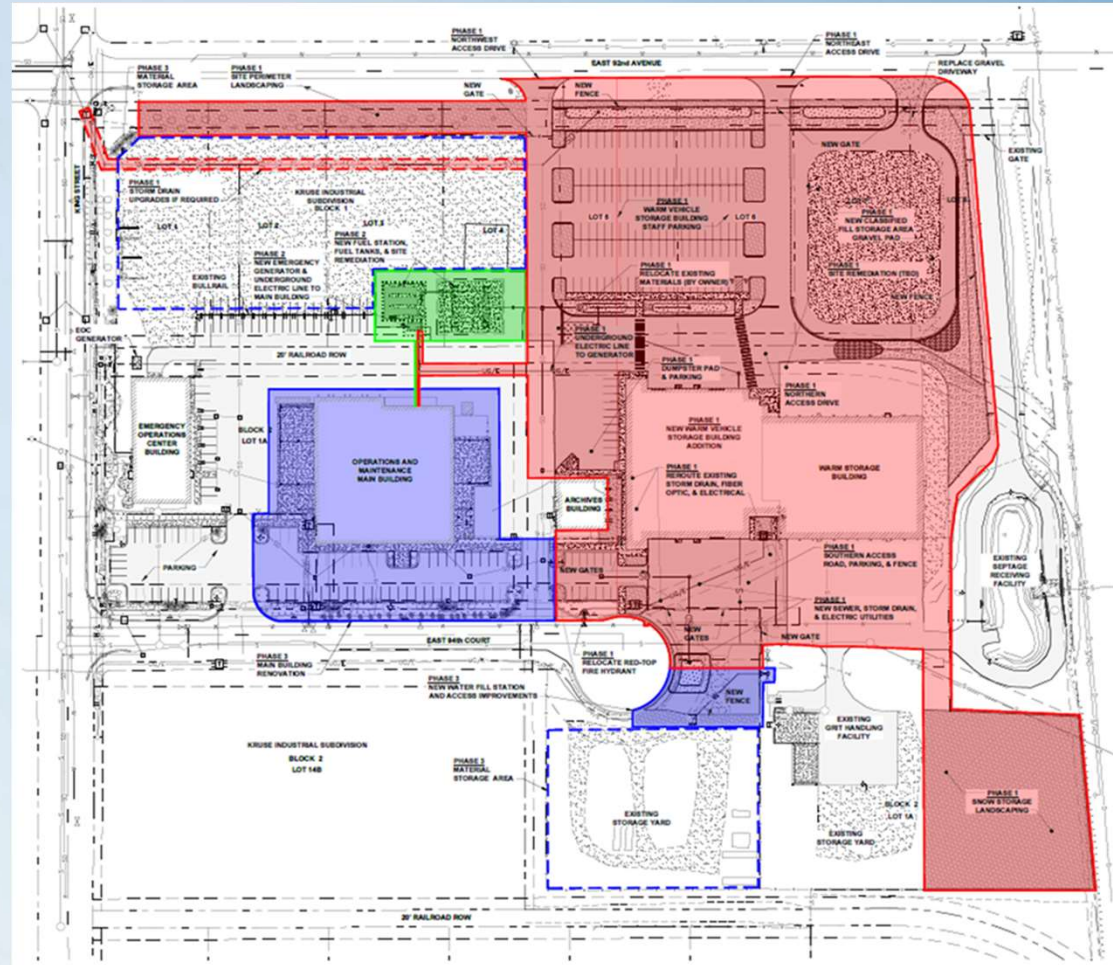 PHASE 1
NORTHWEST
ACCESS DRIVE
PHASE 1
NORTHEAST
ACCESS DRIVE
EAST 92nd AVENUE
PHASE 3
MATERIAL
STORAGE AREA
PHASE 1
SITE PERIMETER
LANDSCAPING
NEW
GATE
NEW
FENCE
REPLACE GRAVEL
DRIVEWAY
EXISTING
GATE
NEW GATE
KING STREET
PHASE 1
STORM DRAIN
UPGRADES IF REQUIRED
KRUSE INDUSTRIAL
SUBDIVISION
BLOCK 1
LOT 1
LOT 2
LOT 3
LOT 4
PHASE 1
WARM VEHICLE
STORAGE BUILDING
STAFF PARKING
LOT 5
LOT 6
PHASE 1
NEW CLASSIFIED
FILL STORAGE AREA
GRAVEL PAD
PHASE 2
NEW FUEL STATION,
FUEL TANKS, & SITE
REMEDIATION
PHASE 2
NEW EMERGENCY
GENERATOR &
UNDERGROUND
ELECTRIC LINE TO
MAIN BUILDING
EXISTING
BULLRAIL
PHASE 1
RELOCATE EXISTING
MATERIALS (BY OWNER)
PHASE 1
SITE REMEDIATION (TBD)
NEW FENCE
EOC
GENERATOR
20' RAILROAD ROW
PHASE 1
UNDERGROUND
ELECTRIC LINE
TO GENERATOR
PHASE 1
DUMPSTER PAD
& PARKING
PHASE 1
NORTHERN
ACCESS DRIVE
EMERGENCY
OPERATIONS
CENTER
BUILDING
BLOCK 2
LOT 1A
OPERATIONS AND
MAINTENANCE
MAIN BUILDING
PHASE 1
NEW WARM VEHICLE
STORAGE BUILDING
ADDITION
PHASE 1
REROUTE EXISTING
STORM DRAIN, FIBER
OPTIC, & ELECTRICAL
WARM STORAGE
BUILDING
ARCHIVES
BUILDING
PARKING
NEW GATES
PHASE 1
SOUTHERN ACCESS
ROAD, PARKING, & FENCE
EXISTING
SEPTAGE
RECEIVING
FACILITY
PHASE 1
NEW SEWER, STORM DRAIN,
& ELECTRIC UTILITIES
EAST 94th COURT
NEW
GATES
NEW GATE
PHASE 3
MAIN BUILDING
RENOVATION
PHASE 1
RELOCATE RED-TOP
FIRE HYDRANT
PHASE 3
NEW WATER FILL STATION
AND ACCESS IMPROVEMENTS
NEW
FENCE
EXISTING
GRIT HANDLING
FACILITY
KRUSE INDUSTRIAL SUBDIVISION
BLOCK 2
LOT 14B
PHASE 3
MATERIAL
STORAGE AREA
EXISTING
STORAGE YARD
BLOCK 2
LOT 1A
EXISTING
STORAGE YARD
PHASE 1
SNOW STORAGE
LANDSCAPING
20' RAILROAD ROW